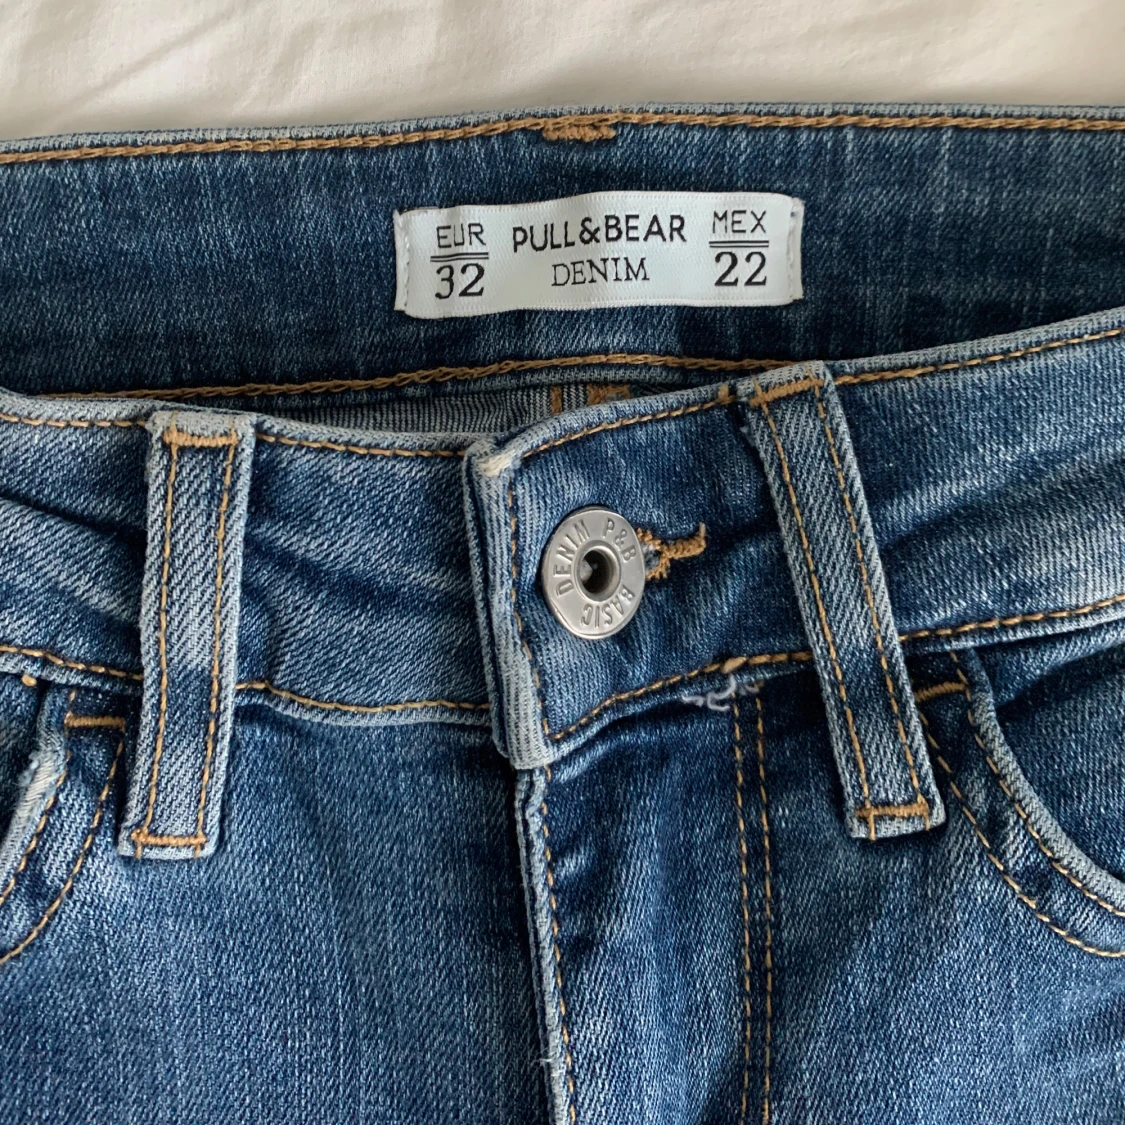 EUR
32
PULL&BEAR
DENIM
MEX
22
DENIM P&B BASIC